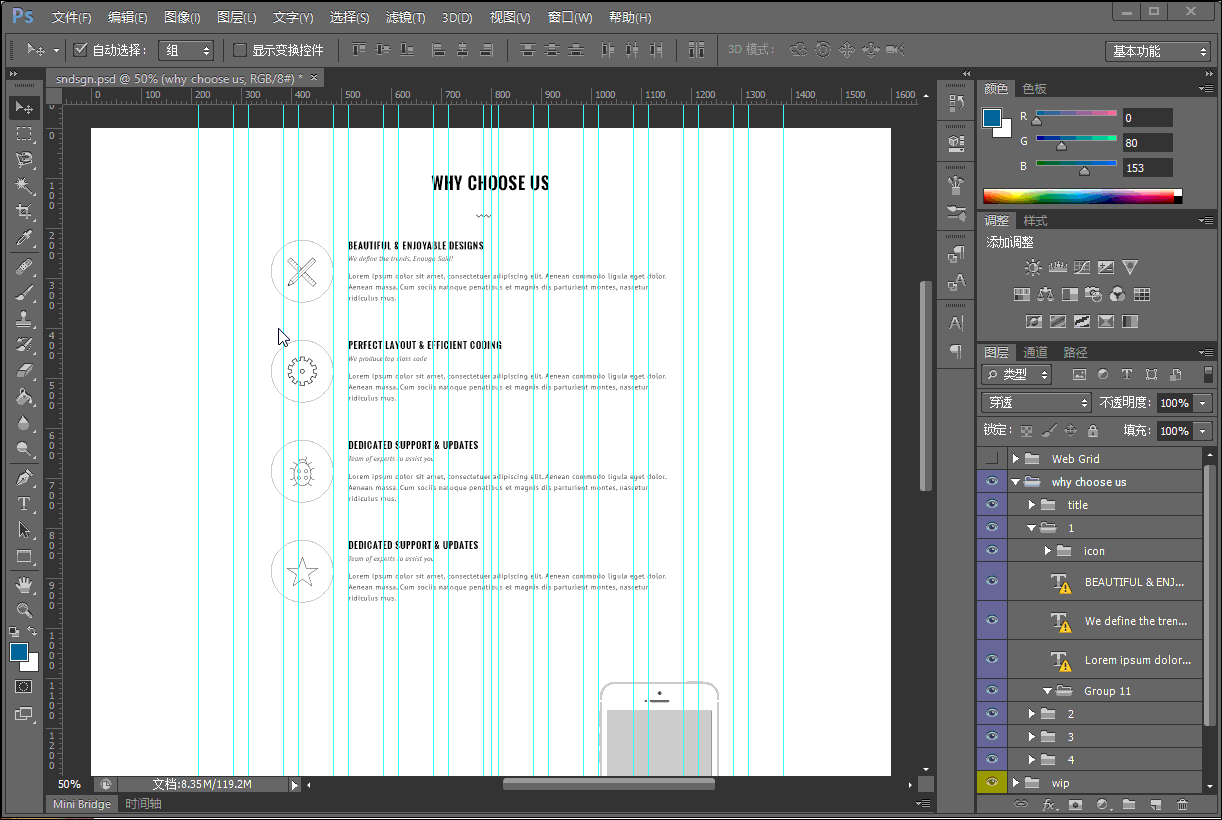 Ps 文件(F) 编辑(E) 图像(I) 图层(L) 文字(Y) 选择(S) 滤镜(T) 3D(D) 视图(V) 窗口(W) 帮助(H)
自动选择： 组 显示变换控件 3D 模式： 基本功能
sndsgn.psd @ 50% (why choose us, RGB/8#) * ×
0 100 200 300 400 500 600 700 800 900 1000 1100 1200 1300 1400 1500 1600
0
100
200
300
400
500
600
700
800
900
1000
1100
1200
WHY CHOOSE US
BEAUTIFUL & ENJOYABLE DESIGNS
We define the trends. Enough Said!
Lorem ipsum dolor sit amet, consectetuer adipiscing elit. Aenean commodo ligula eget dolor.
Aenean massa. Cum sociis natoque penatibus et magnis dis parturient montes, nascetur
ridiculus mus.
PERFECT LAYOUT & EFFICIENT CODING
We produce top class code
Lorem ipsum dolor sit amet, consectetuer adipiscing elit. Aenean commodo ligula eget dolor.
Aenean massa. Cum sociis natoque penatibus et magnis dis parturient montes, nascetur
ridiculus mus.
DEDICATED SUPPORT & UPDATES
Team of experts to assist you
Lorem ipsum dolor sit amet, consectetuer adipiscing elit. Aenean commodo ligula eget dolor.
Aenean massa. Cum sociis natoque penatibus et magnis dis parturient montes, nascetur
ridiculus mus.
DEDICATED SUPPORT & UPDATES
Team of experts to assist you
Lorem ipsum dolor sit amet, consectetuer adipiscing elit. Aenean commodo ligula eget dolor.
Aenean massa. Cum sociis natoque penatibus et magnis dis parturient montes, nascetur
ridiculus mus.
50% 文档:8.35M/119.2M
Mini Bridge 时间轴
颜色 色板
R 0
G 80
B 153
调整 样式
添加调整
图层 通道 路径
类型
穿透 不透明度: 100%
锁定: 填充: 100%
Web Grid
why choose us
title
1
icon
BEAUTIFUL & ENJ...
We define the tren...
Lorem ipsum dolor...
Group 11
2
3
4
wip
fx